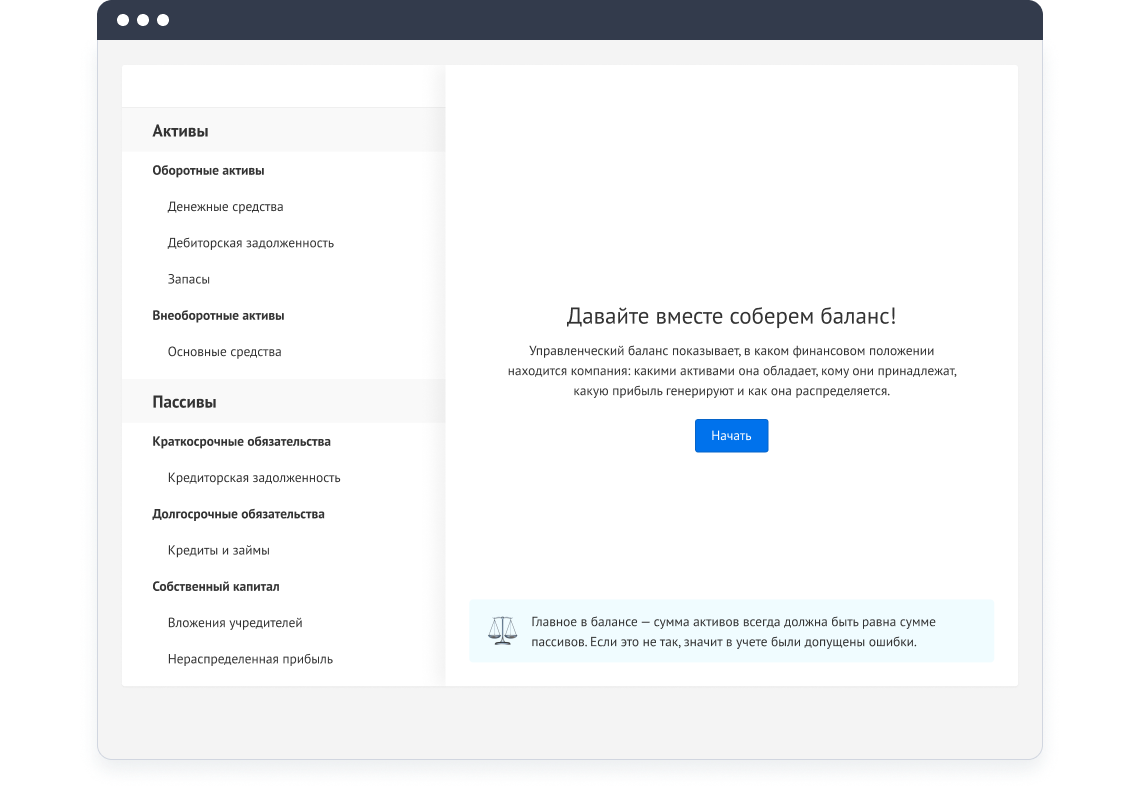 Активы
Оборотные активы
Денежные средства
Дебиторская задолженность
Запасы
Внеоборотные активы
Основные средства
Пассивы
Краткосрочные обязательства
Кредиторская задолженность
Долгосрочные обязательства
Кредиты и займы
Собственный капитал
Вложения учредителей
Нераспределенная прибыль
Давайте вместе соберем баланс!
Управленческий баланс показывает, в каком финансовом положении
находится компания: какими активами она обладает, кому они принадлежат,
какую прибыль генерируют и как она распределяется.
Начать
Главное в балансе — сумма активов всегда должна быть равна сумме
пассивов. Если это не так, значит в учете были допущены ошибки.